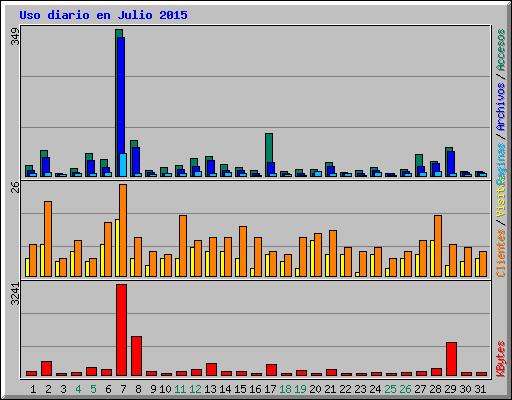 Uso diario en Julio 2015
349
26
3241
Accesos / Archivos / Paginas
Clientes / visit
KBytes
1 2 3 4 5 6 7 8 9 10 11 12 13 14 15 16 17 18 19 20 21 22 23 24 25 26 27 28 29 30 31